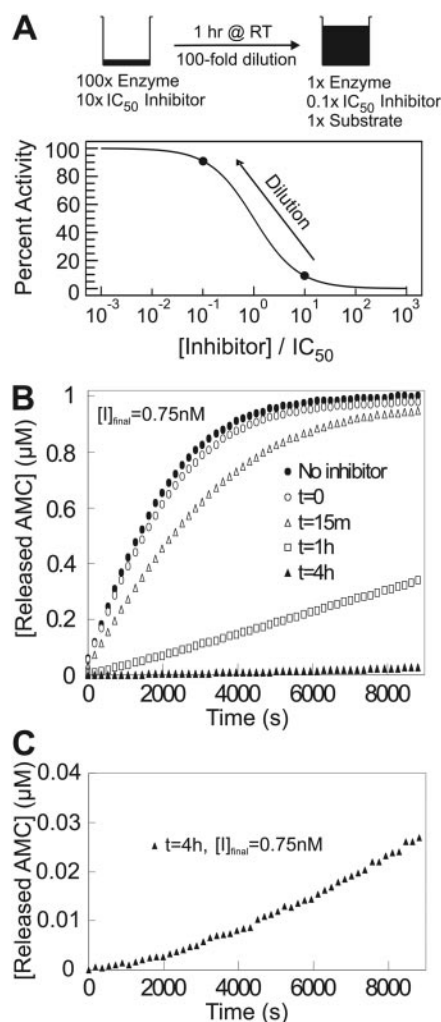 A
1 hr @ RT
100-fold dilution
100x Enzyme
10x IC50 Inhibitor
1x Enzyme
0.1x IC50 Inhibitor
1x Substrate
Percent Activity
100
80
60
40
20
0
Dilution
10⁻³ 10⁻² 10⁻¹ 10⁰ 10¹ 10² 10³
[Inhibitor] / IC50
B
[Released AMC] (µM)
1
0.8
0.6
0.4
0.2
0
[I]final=0.75nM
No inhibitor
t=0
t=15m
t=1h
t=4h
0 2000 4000 6000 8000
Time (s)
C
[Released AMC] (µM)
0.04
0.03
0.02
0.01
0
t=4h, [I]final=0.75nM
0 2000 4000 6000 8000
Time (s)